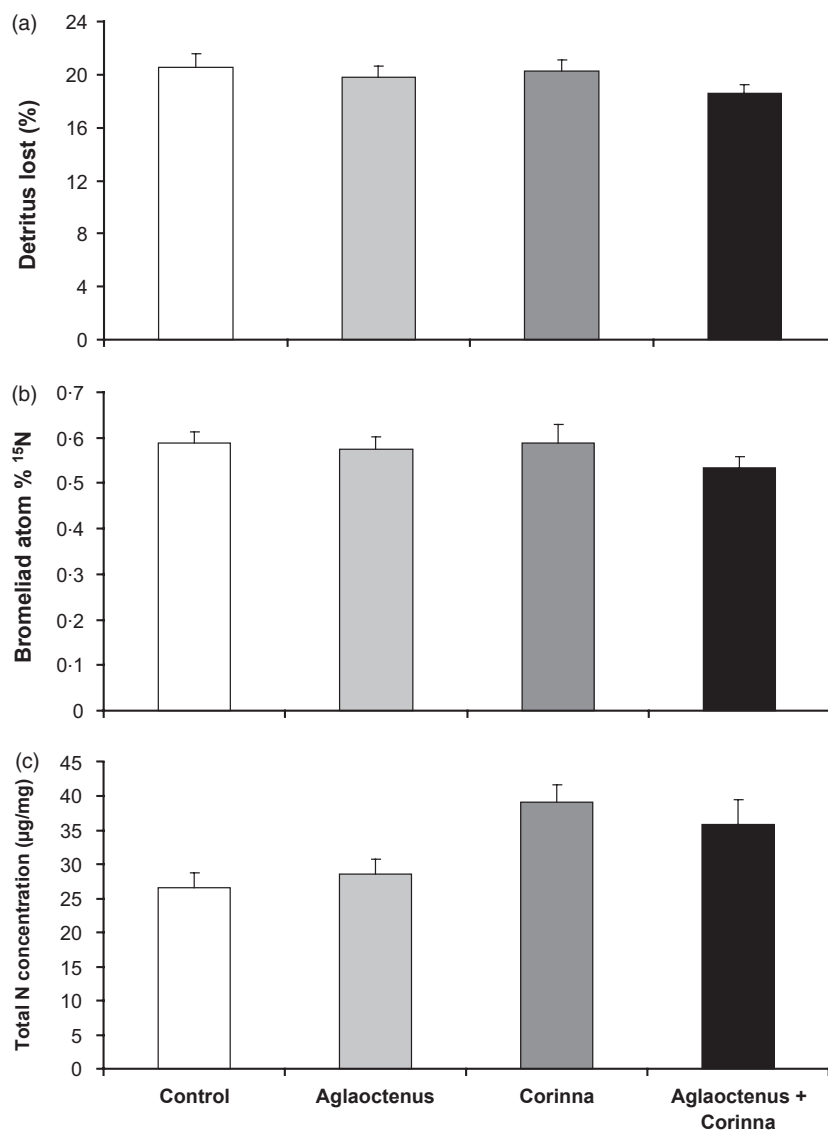 (a)
Detritus lost (%)
24
20
16
12
8
4
0
(b)
Bromeliad atom % ¹⁵N
0·7
0·6
0·5
0·4
0·3
0·2
0·1
0
(c)
Total N concentration (µg/mg)
45
40
35
30
25
20
15
10
5
0
Control
Aglaoctenus
Corinna
Aglaoctenus +
Corinna